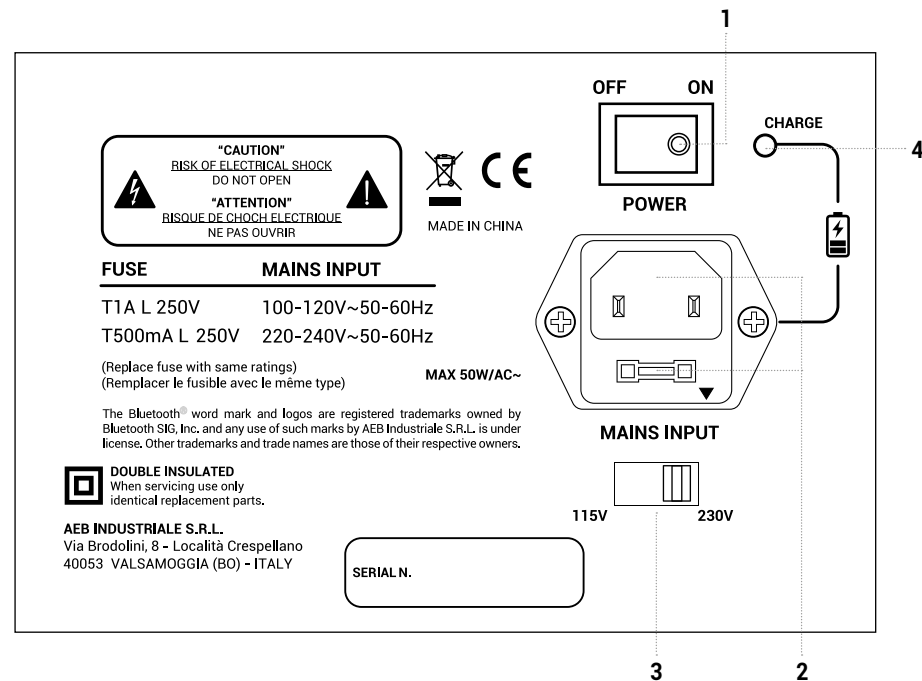 1
OFF ON
CHARGE
4
POWER
"CAUTION"
RISK OF ELECTRICAL SHOCK
DO NOT OPEN
"ATTENTION"
RISQUE DE CHOCH ELECTRIQUE
NE PAS OUVRIR
CE
MADE IN CHINA
FUSE MAINS INPUT
T1A L 250V 100-120V~50-60Hz
T500mA L 250V 220-240V~50-60Hz
(Replace fuse with same ratings)
(Remplacer le fusible avec le même type)
MAX 50W/AC~
The Bluetooth® word mark and logos are registered trademarks owned by
Bluetooth SIG, Inc. and any use of such marks by AEB Industriale S.R.L. is under
license. Other trademarks and trade names are those of their respective owners.
DOUBLE INSULATED
When servicing use only
identical replacement parts.
AEB INDUSTRIALE S.R.L.
Via Brodolini, 8 - Località Crespellano
40053 VALSAMOGGIA (BO) - ITALY
SERIAL N.
MAINS INPUT
115V 230V
3 2